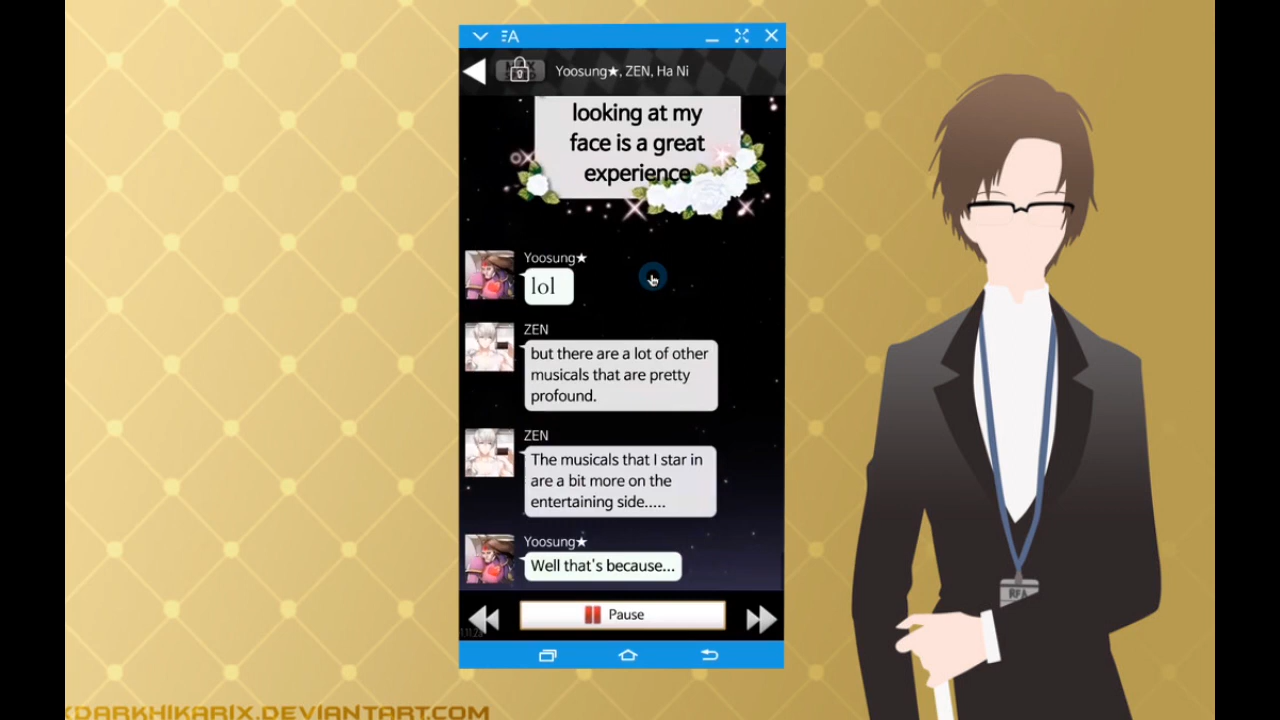 Yoosung★, ZEN, Ha Ni
looking at my
face is a great
experience
Yoosung★
lol
ZEN
but there are a lot of other
musicals that are pretty
profound.
ZEN
The musicals that I star in
are a bit more on the
entertaining side.....
Yoosung★
Well that's because...
Pause
RFA
XDARKHIKARIX.DEVIANTART.COM